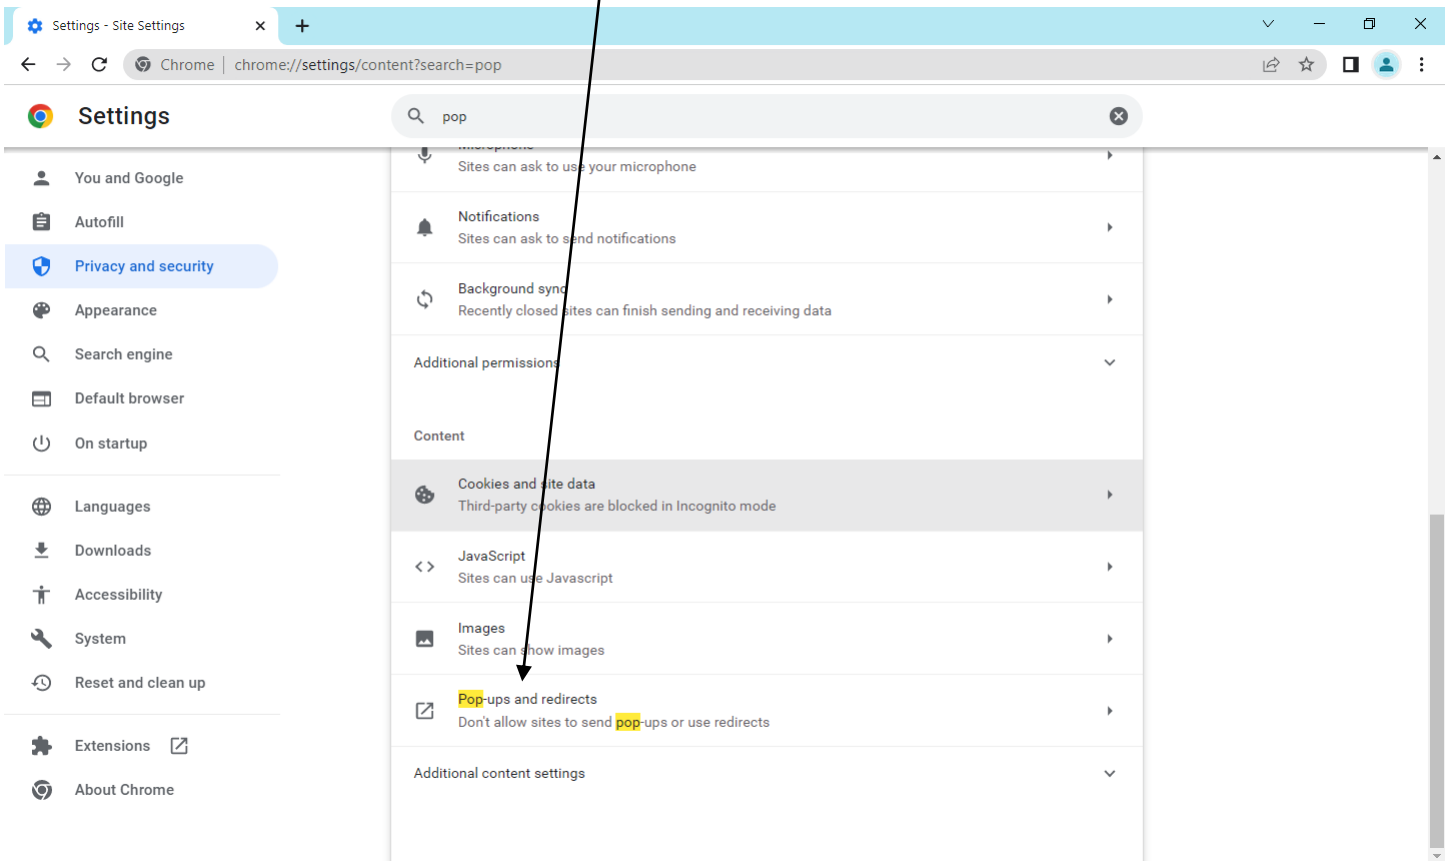 Settings - Site Settings
Chrome | chrome://settings/content?search=pop
Settings
pop
You and Google
Autofill
Privacy and security
Appearance
Search engine
Default browser
On startup
Languages
Downloads
Accessibility
System
Reset and clean up
Extensions
About Chrome
Microphone
Sites can ask to use your microphone
Notifications
Sites can ask to send notifications
Background sync
Recently closed sites can finish sending and receiving data
Additional permissions
Content
Cookies and site data
Third-party cookies are blocked in Incognito mode
JavaScript
Sites can use Javascript
Images
Sites can show images
Pop-ups and redirects
Don't allow sites to send pop-ups or use redirects
Additional content settings